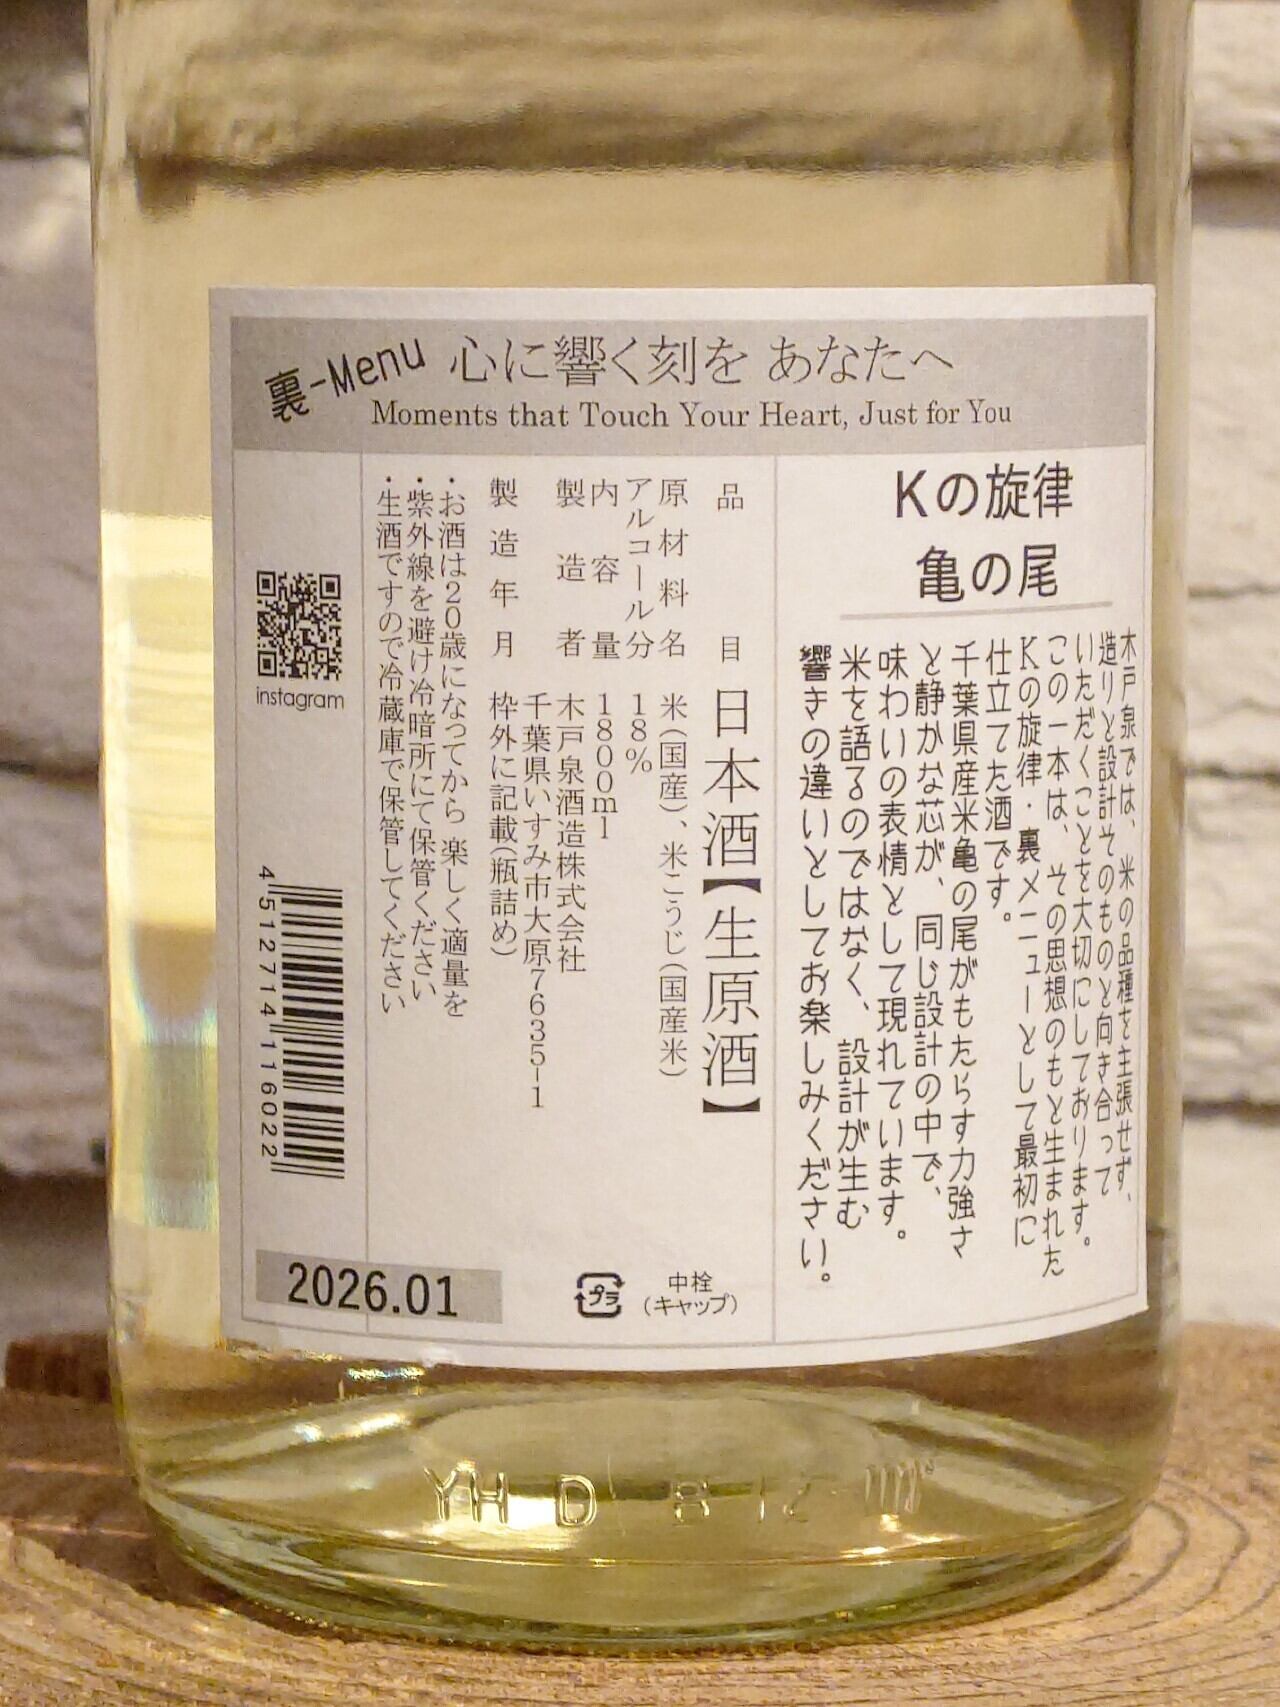 裏-Menu 心に響く刻を あなたへ
Moments that Touch Your Heart, Just for You
Kの旋律
亀の尾
木戸泉では、米の品種を主張せず、
造りと設計そのものと向き合って
いただくことを大切にしております。
この一本は、その思想のもと生まれた
Kの旋律・裏メニューとして最初に
仕立てた酒です。
千葉県産米亀の尾がもたらす力強さ
と静かな芯が、同じ設計の中で、
味わいの表情として現れています。
米を語るのではなく、設計が生む
響きの違いとしてお楽しみください。
品目 日本酒【生原酒】
原材料名 米(国産)、米こうじ(国産米)
アルコール分 18%
内容量 1800ml
製造者 木戸泉酒造株式会社
千葉県いすみ市大原7635-1
製造年月 枠外に記載(瓶詰め)
・お酒は20歳になってから 楽しく適量を
・紫外線を避け冷暗所にて保管ください
・生酒ですので冷蔵庫で保管してください
instagram
4512714116022
2026.01
プラ
中栓
(キャップ)
YH D 8 12